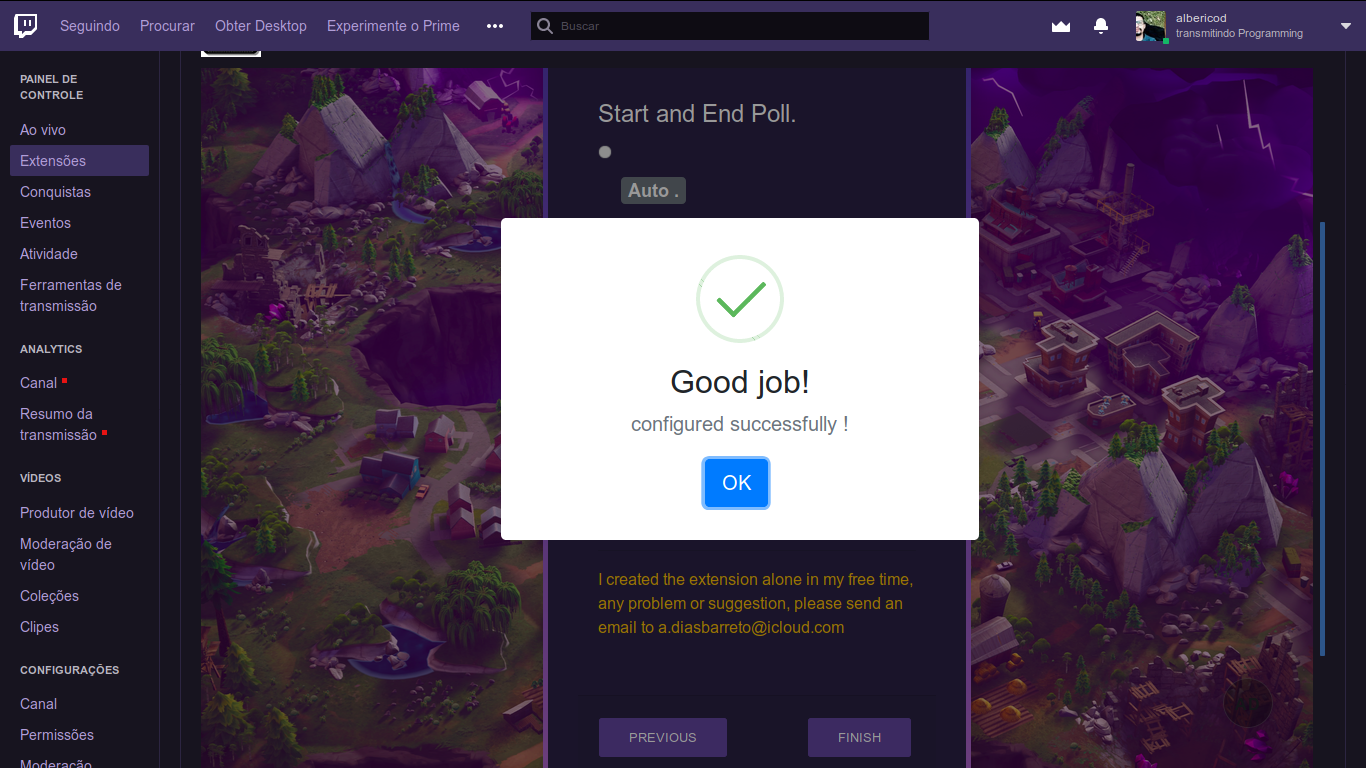 Seguindo
Procurar
Obter Desktop
Experimente o Prime
Buscar
albericod
transmitindo Programming
PAINEL DE
CONTROLE
Ao vivo
Extensões
Conquistas
Eventos
Atividade
Ferramentas de
transmissão
ANALYTICS
Canal
Resumo da
transmissão
VÍDEOS
Produtor de vídeo
Moderação de
vídeo
Coleções
Clipes
CONFIGURAÇÕES
Canal
Permissões
Moderação
Start and End Poll.
Auto .
Good job!
configured successfully !
OK
I created the extension alone in my free time,
any problem or suggestion, please send an
email to a.diasbarreto@icloud.com
PREVIOUS
FINISH